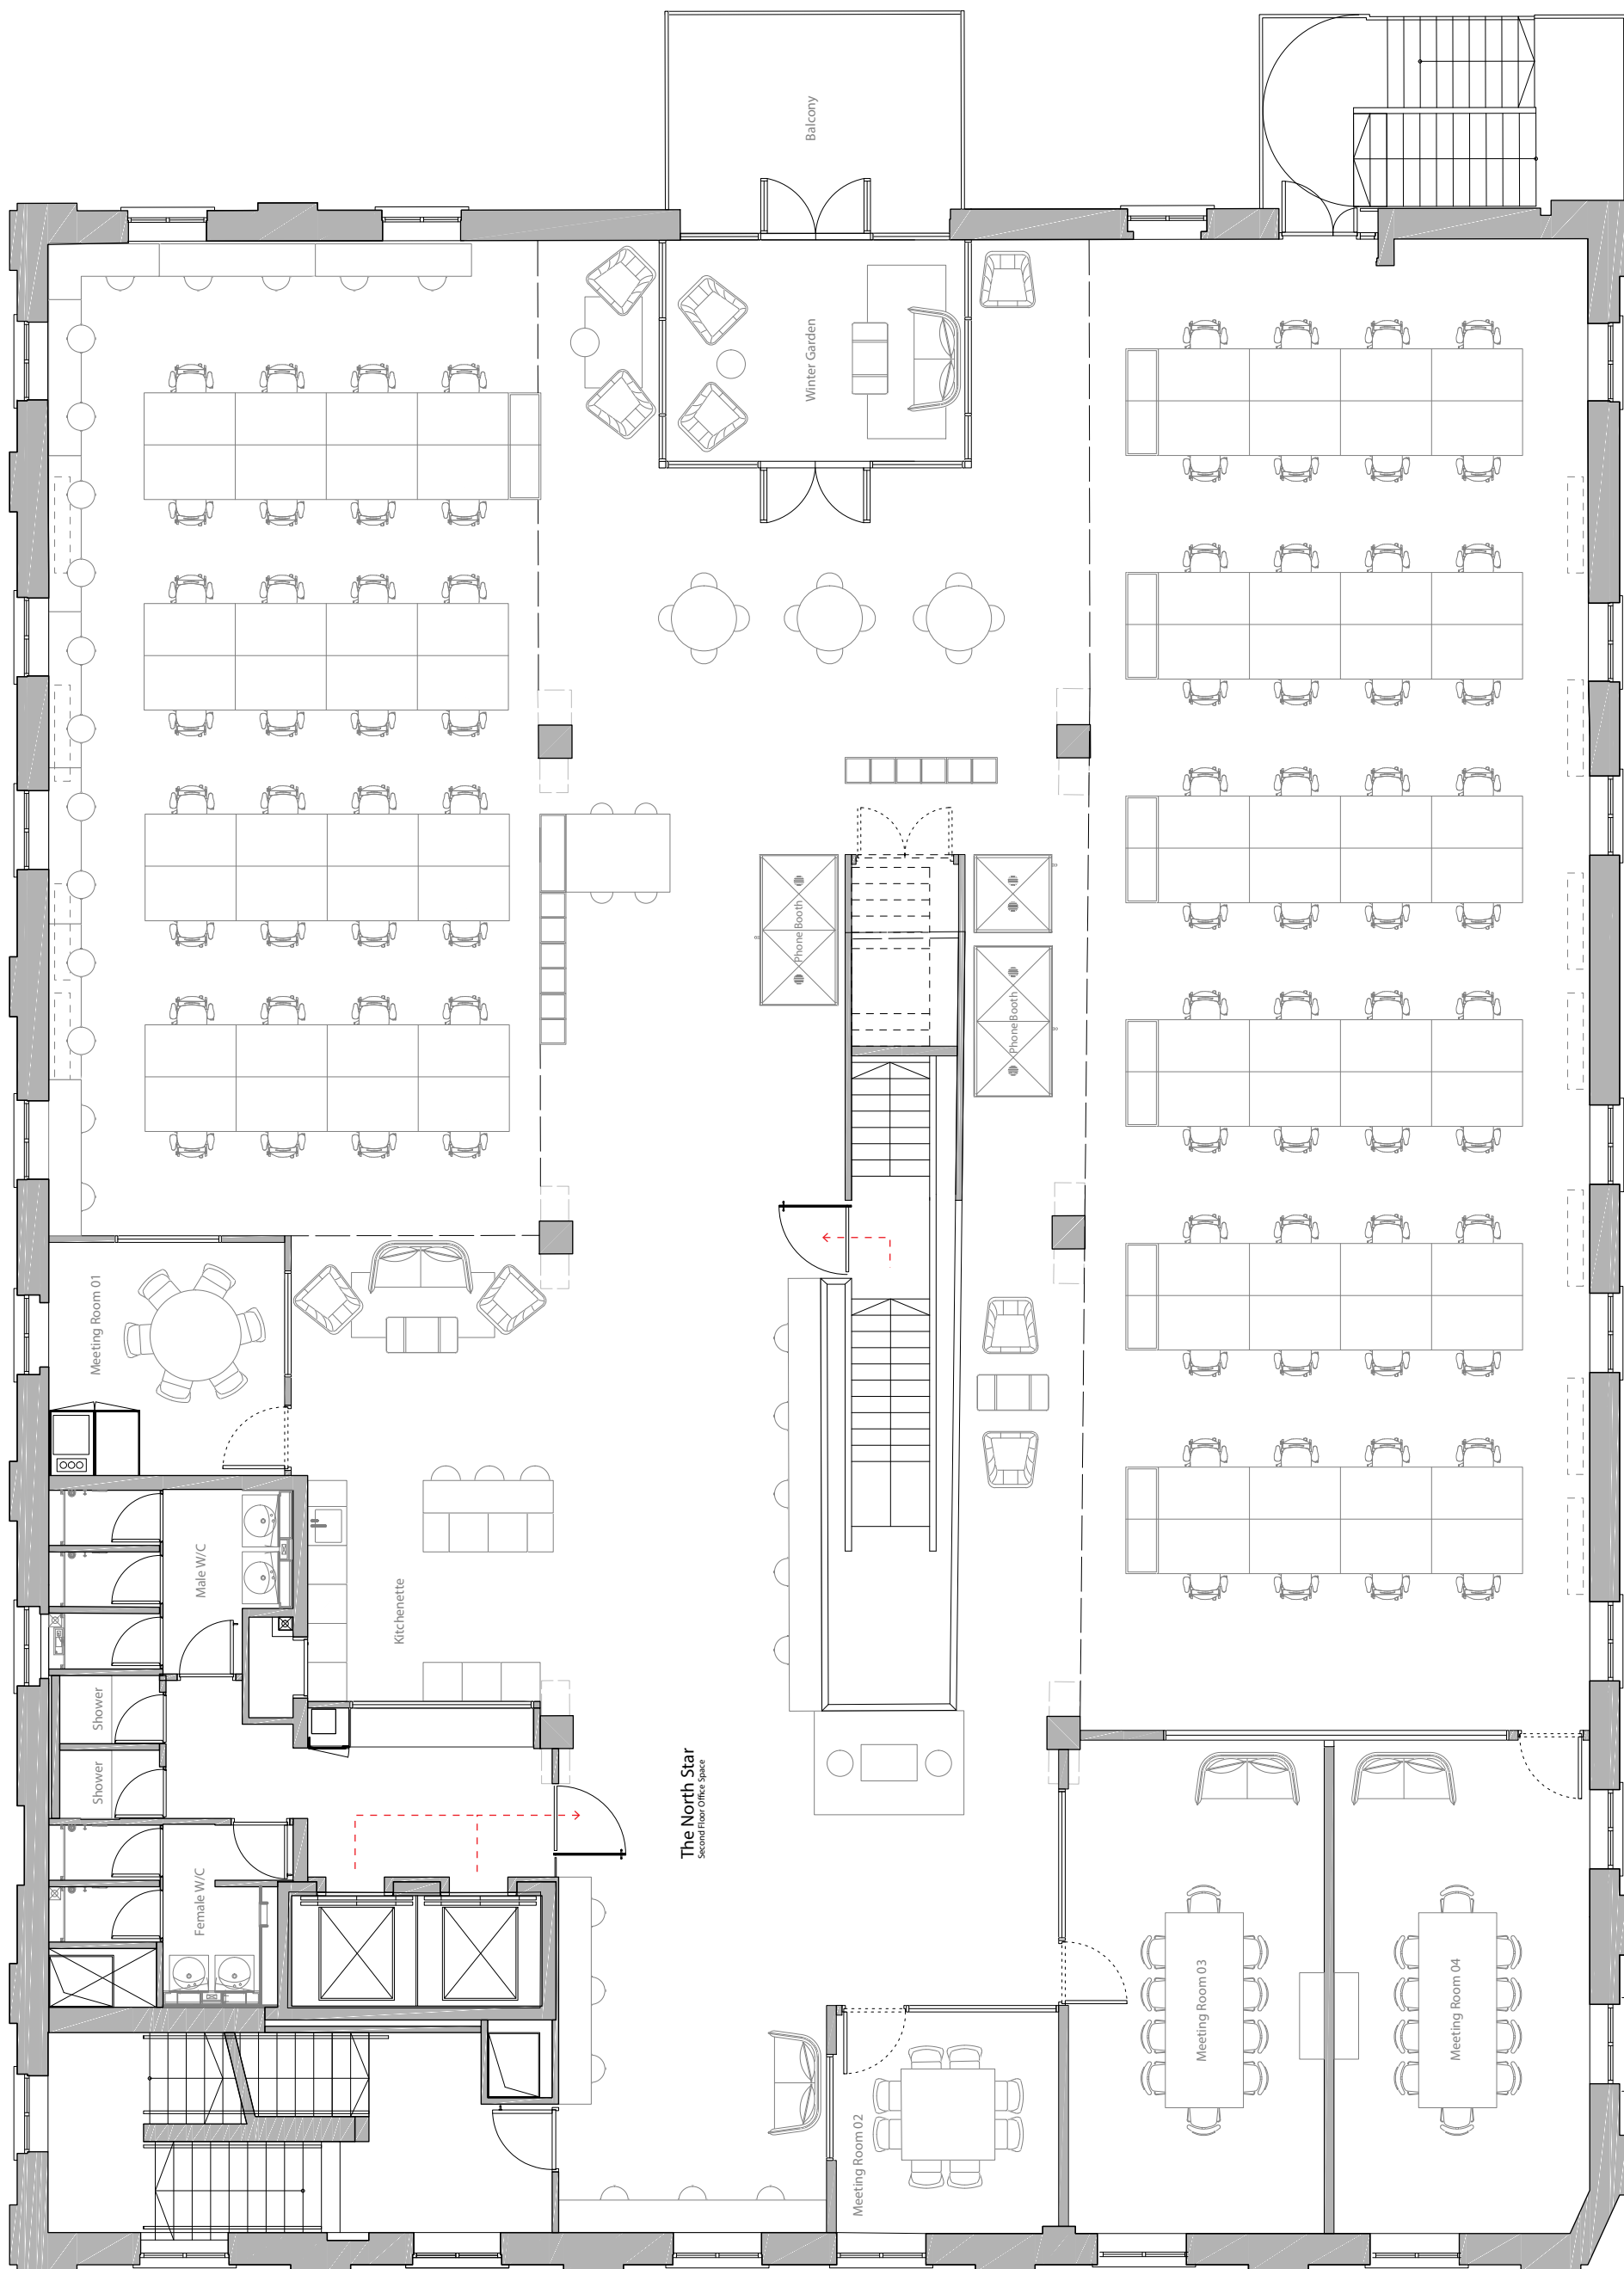 Balcony
Winter Garden
Phone Booth
Phone Booth
Meeting Room 01
Male W/C
Kitchenette
Shower
Shower
The North Star
Second Floor Office Space
Female W/C
Meeting Room 02
Meeting Room 03
Meeting Room 04